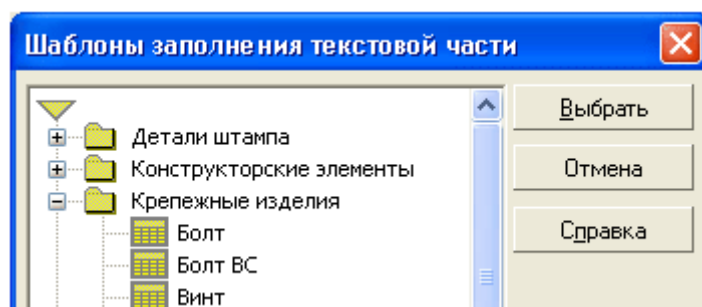 Шаблоны заполнения текстовой части
Выбрать
Детали штампа
Конструкторские элементы
Отмена
Крепежные изделия
Болт
Справка
Болт ВС
Винт